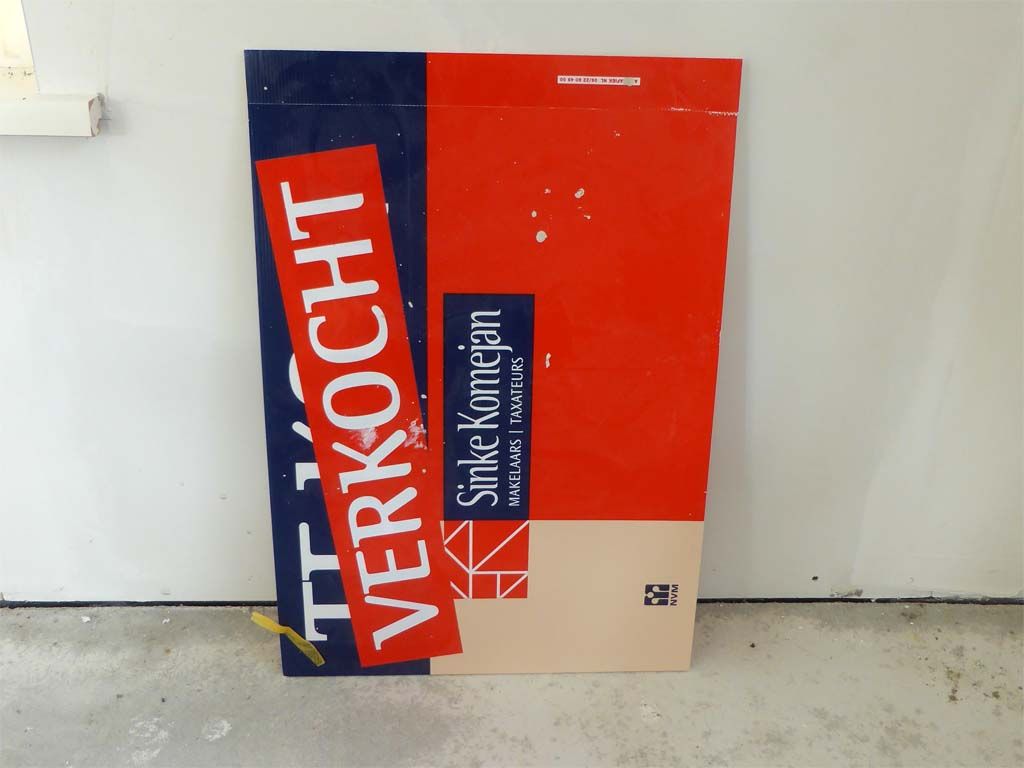 VERKOCHT
Sinke Komejan
MAKELAARS | TAXATEURS
NVM